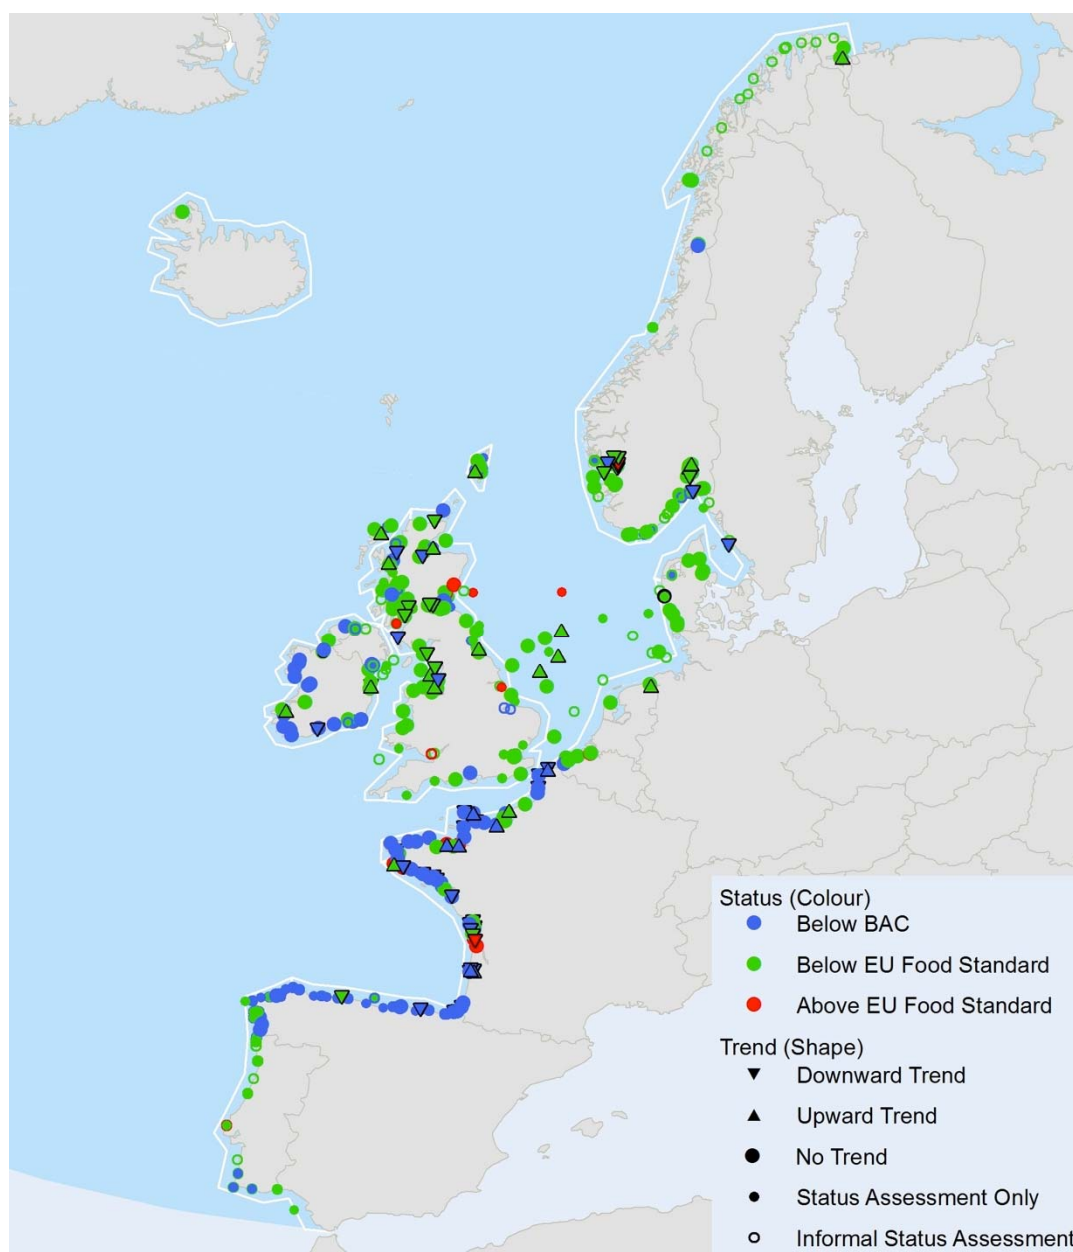 Status (Colour)
Below BAC
Below EU Food Standard
Above EU Food Standard
Trend (Shape)
Downward Trend
Upward Trend
No Trend
Status Assessment Only
Informal Status Assessment